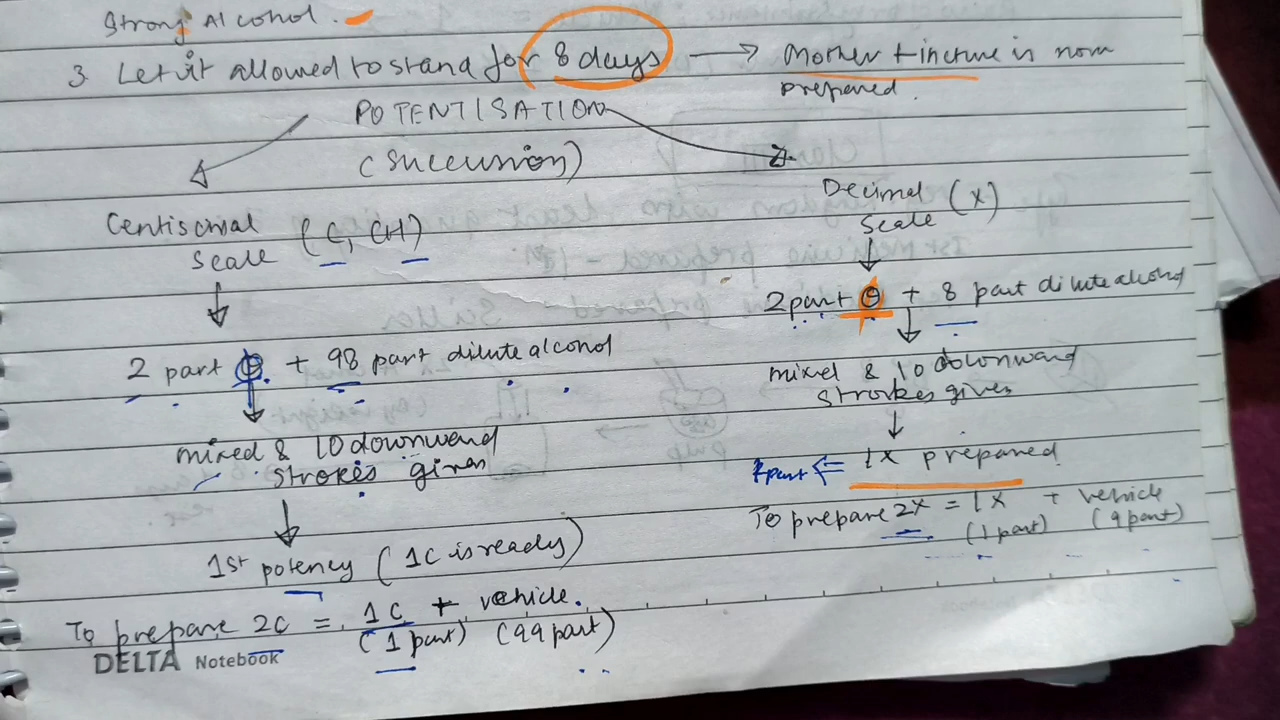 Strong Alcohol.
3. Let it allowed to stand for 8 days → Mother tincture is now
prepared.
POTENTISATION
(Succussion)
Centisimal
Scale (C, CH)
2 part θ + 98 part dilute alcohol
mixed & 10 downward
strokes given
1st potency (1C is ready)
To prepare 2C = 1C + vehicle.
(1 part) (99 part)
Decimal
Scale (X)
2 part θ + 8 part dilute alcohol
mixed & 10 downward
strokes given
1 part ⇐ 1X prepared
To prepare 2X = 1X + vehicle
(1 part) (9 part)
DELTA Notebook